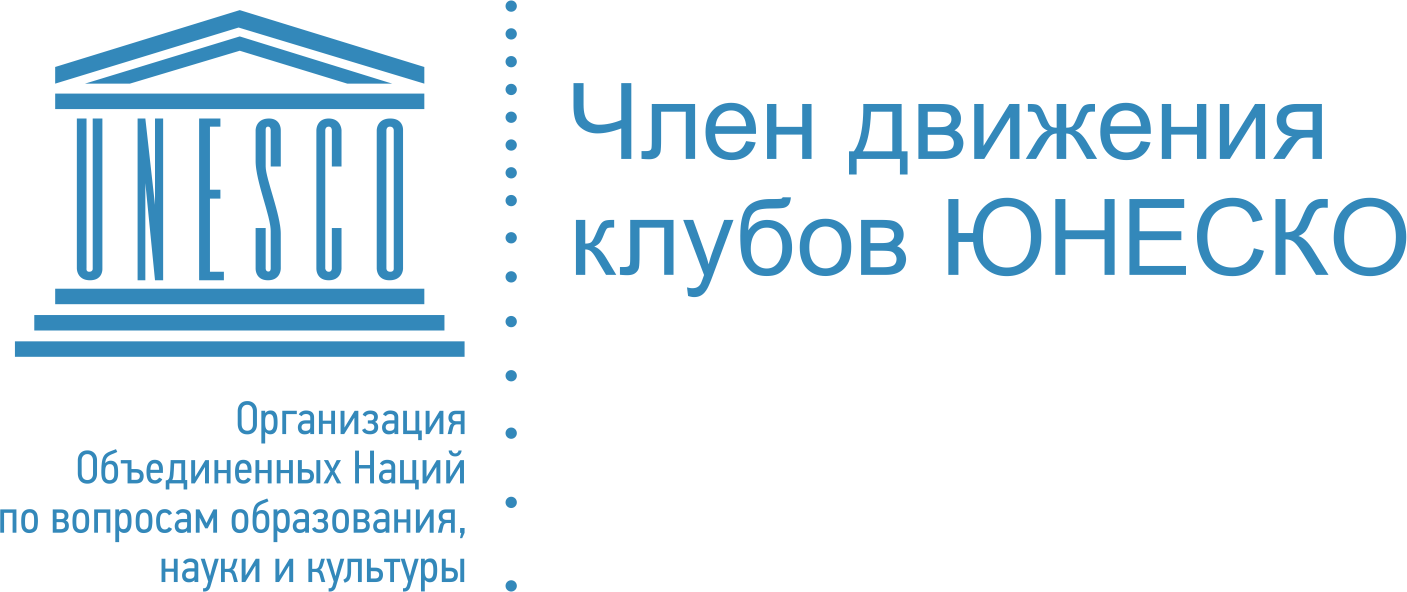 UNESCO
Организация
Объединенных Наций
по вопросам образования,
науки и культуры
Член движения
клубов ЮНЕСКО